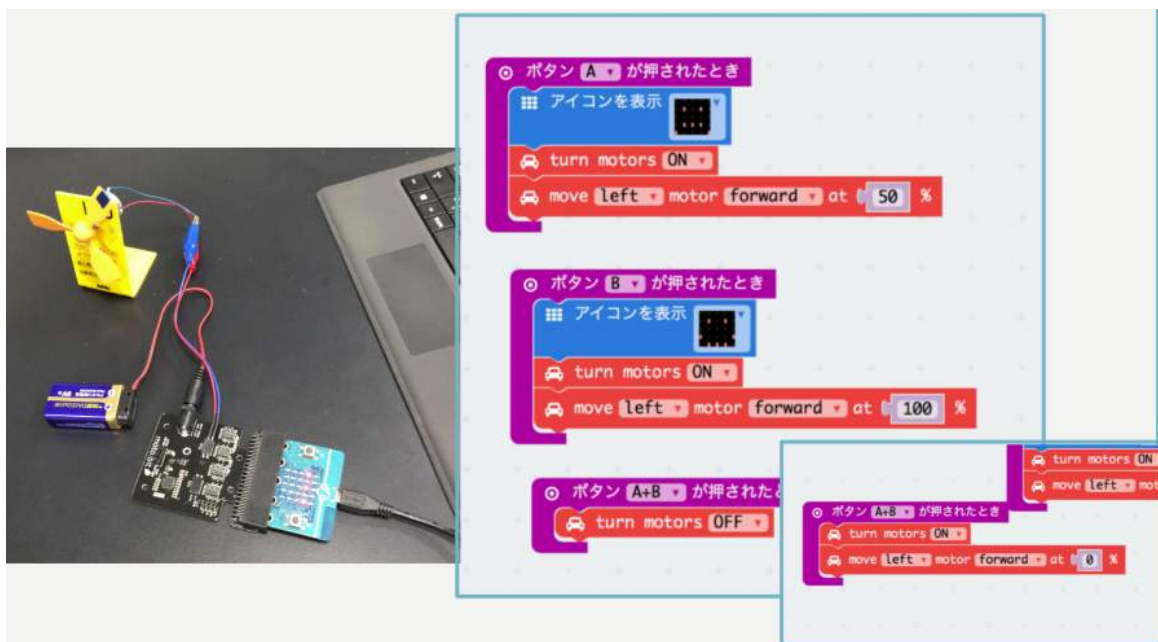 ボタン A が押されたとき
アイコンを表示
turn motors ON
move left motor forward at 50 %
ボタン B が押されたとき
アイコンを表示
turn motors ON
move left motor forward at 100 %
ボタン A+B が押された
turn motors OFF
turn motors ON
move left mot
ボタン A+B が押されたとき
turn motors ON
move left motor forward at 0 %